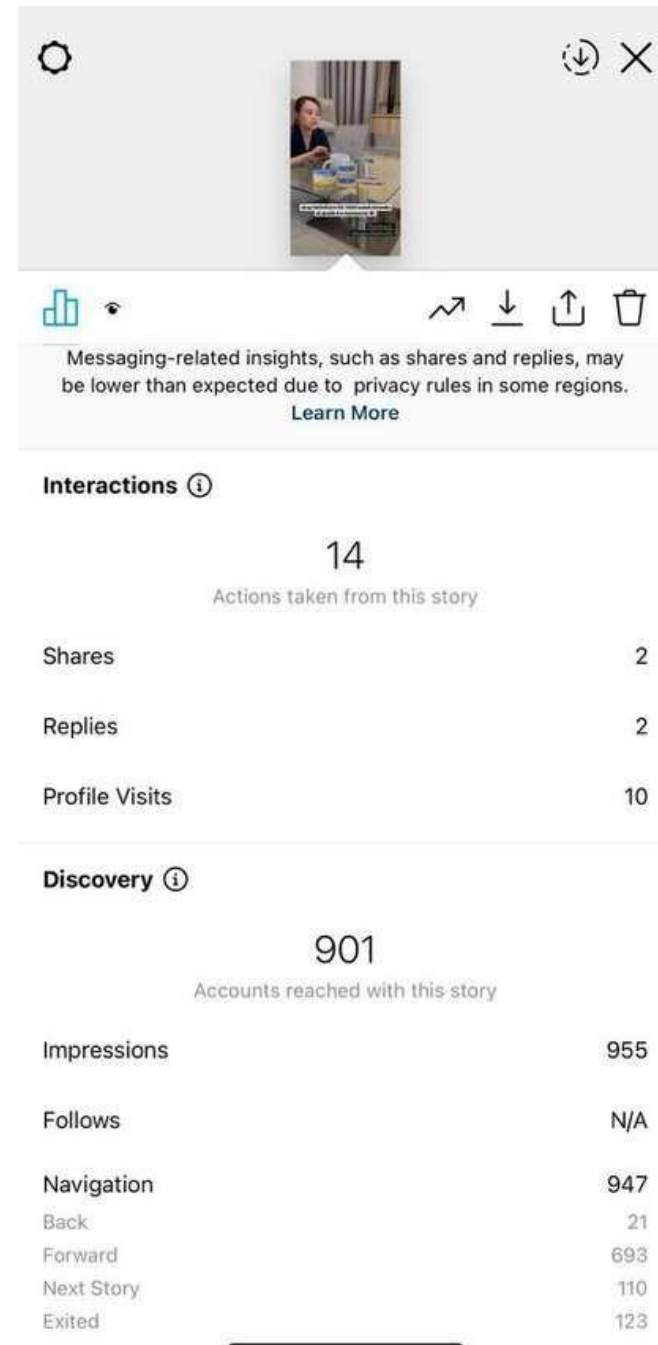 Messaging-related insights, such as shares and replies, may
be lower than expected due to privacy rules in some regions.
Learn More
Interactions
14
Actions taken from this story
Shares 2
Replies 2
Profile Visits 10
Discovery
901
Accounts reached with this story
Impressions 955
Follows N/A
Navigation 947
Back 21
Forward 693
Next Story 110
Exited 123